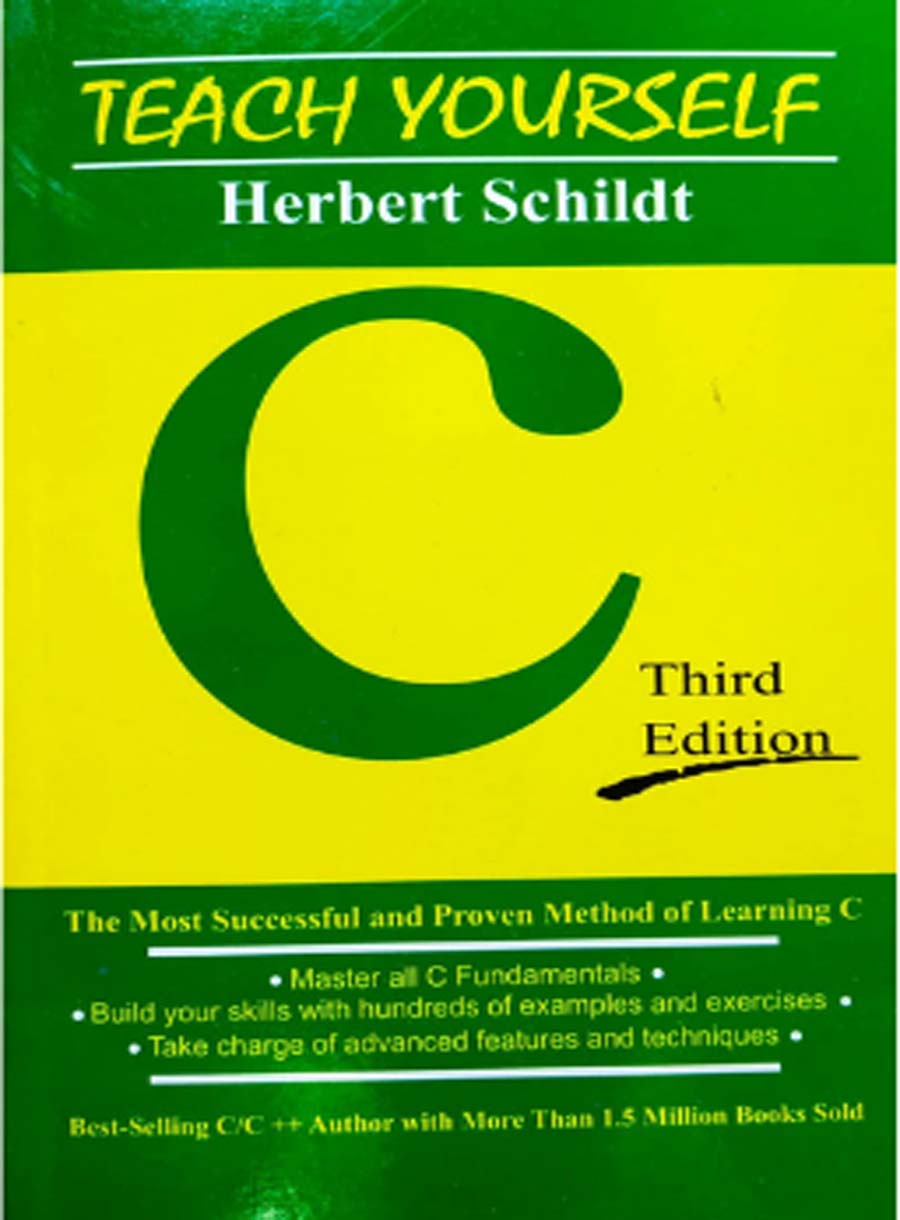 TEACH YOURSELF
Herbert Schildt
C
Third
Edition
The Most Successful and Proven Method of Learning C
• Master all C Fundamentals •
• Build your skills with hundreds of examples and exercises •
• Take charge of advanced features and techniques •
Best-Selling C/C ++ Author with More Than 1.5 Million Books Sold